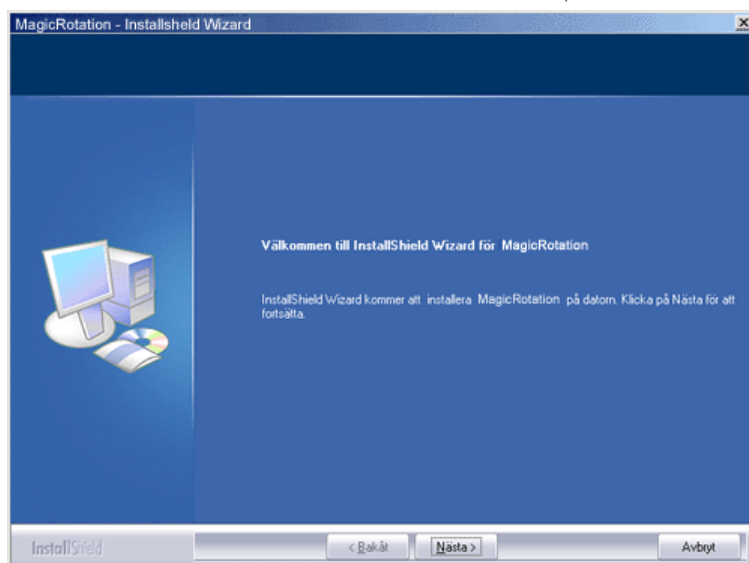 MagicRotation - Installsheld Wizard
Välkommen till InstallShield Wizard för MagicRotation
InstallShield Wizard kommer att installera MagicRotation på datorn. Klicka på Nästa för att
fortsätta.
InstallShield
< Bakåt
Nästa >
Avbryt